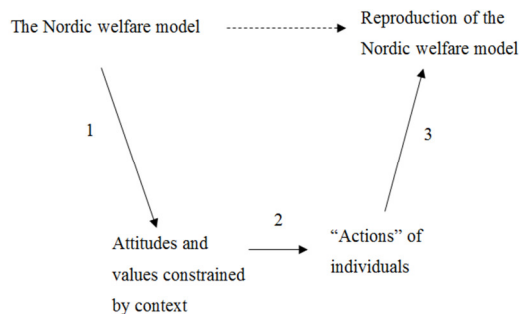 The Nordic welfare model
Reproduction of the
Nordic welfare model
1
3
2
Attitudes and
values constrained
by context
“Actions” of
individuals